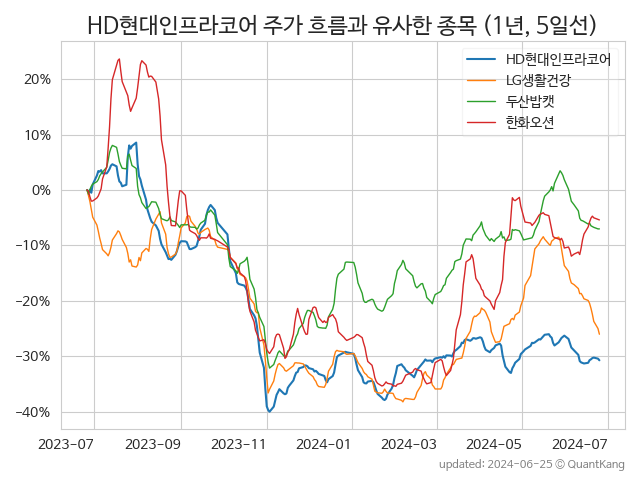 HD현대인프라코어 주가 흐름과 유사한 종목 (1년, 5일선)
HD현대인프라코어
LG생활건강
두산밥캣
한화오션
20%
10%
0%
−10%
−20%
−30%
−40%
2023−07
2023−09
2023−11
2024−01
2024−03
2024−05
2024−07
updated: 2024-06-25 © QuantKang